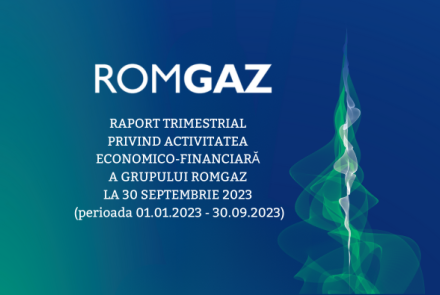 ROMGAZ
RAPORT TRIMESTRIAL
PRIVIND ACTIVITATEA
ECONOMICO-FINANCIARĂ
A GRUPULUI ROMGAZ
LA 30 SEPTEMBRIE 2023
(perioada 01.01.2023 - 30.09.2023)